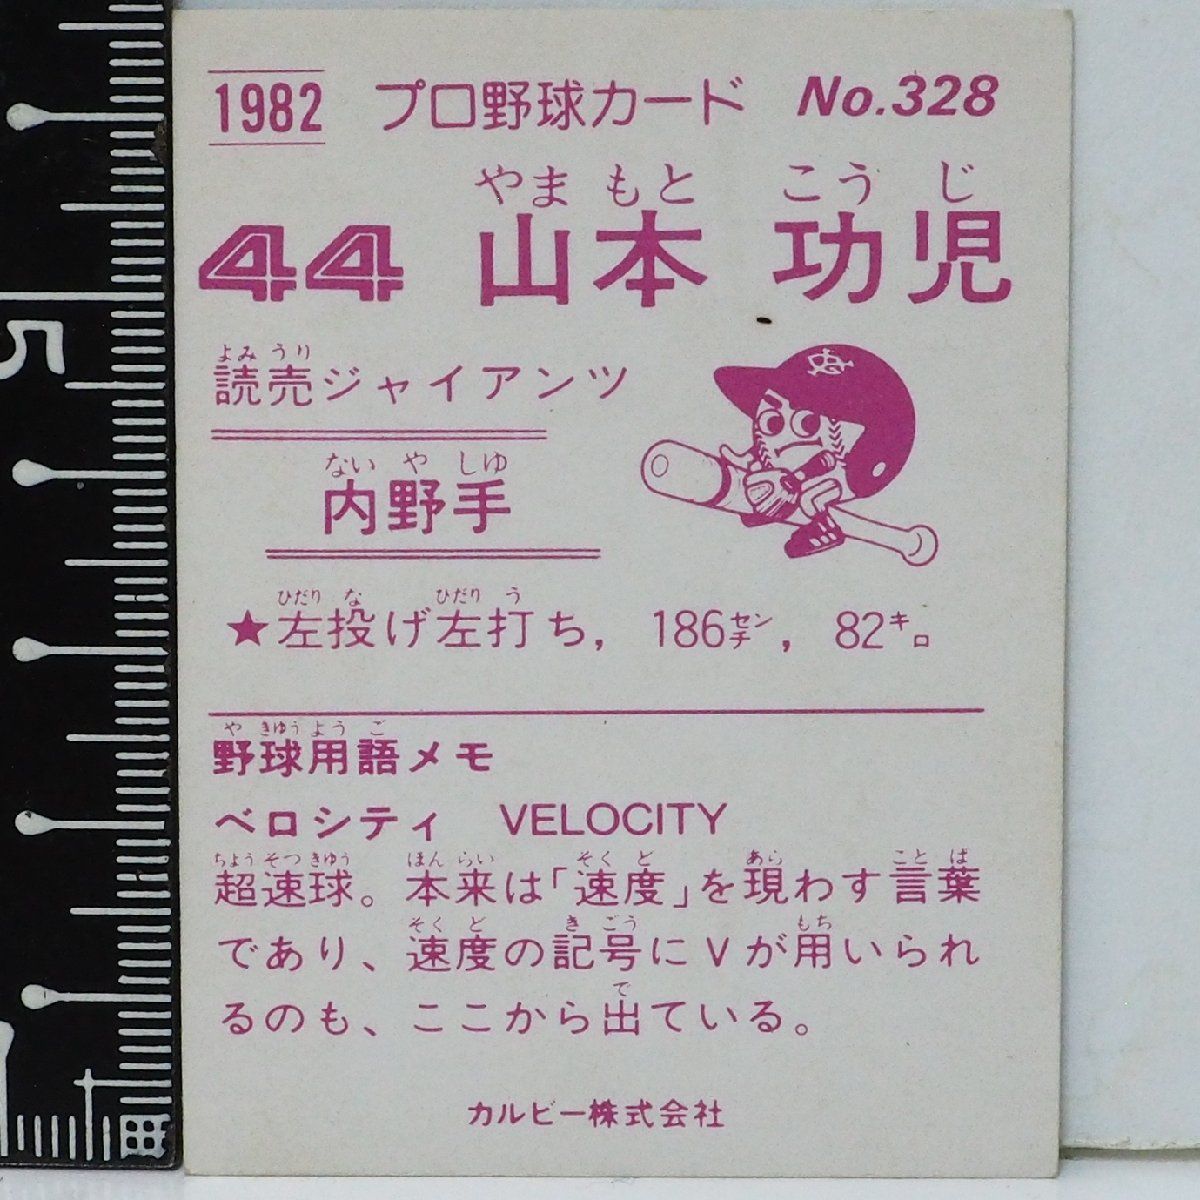 1982 プロ野球カード No.328
やまもと こうじ
44 山本 功児
よみうり
読売ジャイアンツ
ないやしゆ
内野手
ひだり な ひだり う
★左投げ左打ち, 186センチ, 82キロ。
やきゆうようご
野球用語メモ
ベロシティ VELOCITY
ちようそつきゆう ほんらい そくど あら ことば
超速球。本来は「速度」を現わす言葉
そくど きごう もち
であり、速度の記号にVが用いられ
で
るのも、ここから出ている。
カルビー株式会社
5